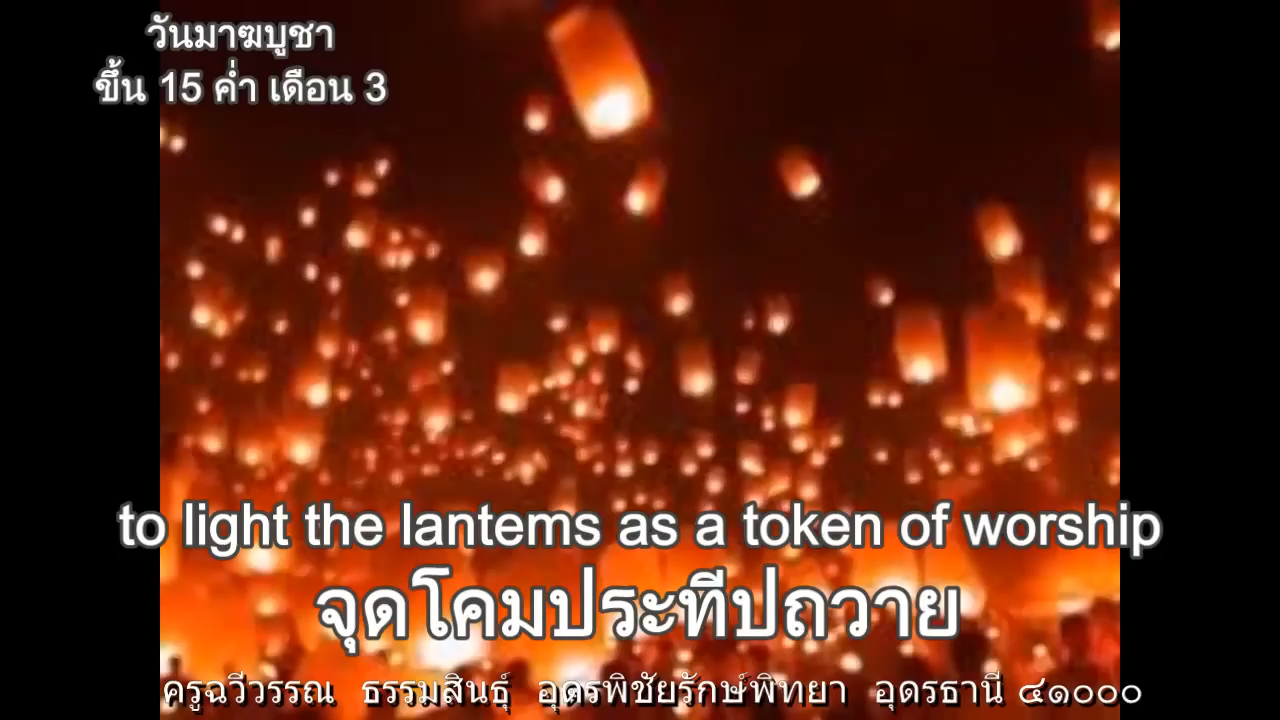 วันมาฆบูชา
ขึ้น 15 ค่ำ เดือน 3
to light the lantems as a token of worship
จุดโคมประทีปถวาย
ครูฉวีวรรณ ธรรมสินธุ์ อุดรพิชัยรักษ์พิทยา อุดรธานี ๔๑๐๐๐